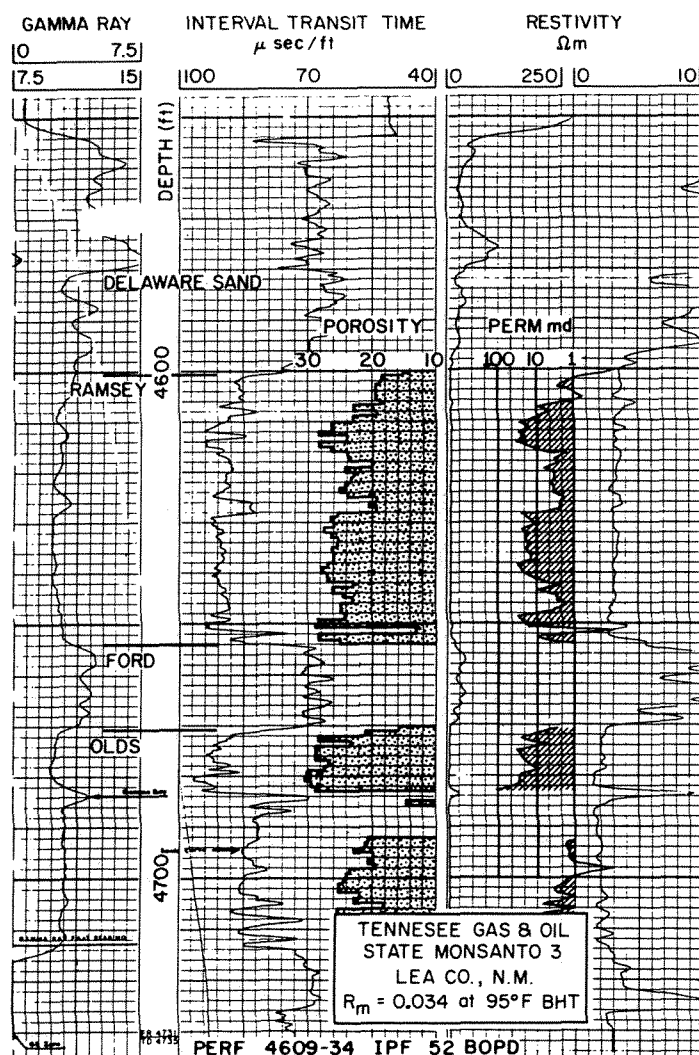 GAMMA RAY INTERVAL TRANSIT TIME RESTIVITY
μ sec/ft Ωm
0 7.5
7.5 15 100 70 40 0 250 0 10
10
DEPTH (ft)
DELAWARE SAND
POROSITY PERM md
30 20 10 100 10 1
4600
RAMSEY
FORD
OLDS
4700
TENNESEE GAS & OIL
STATE MONSANTO 3
LEA CO., N.M.
Rm = 0.034 at 95°F BHT
PERF 4609-34 IPF 52 BOPD